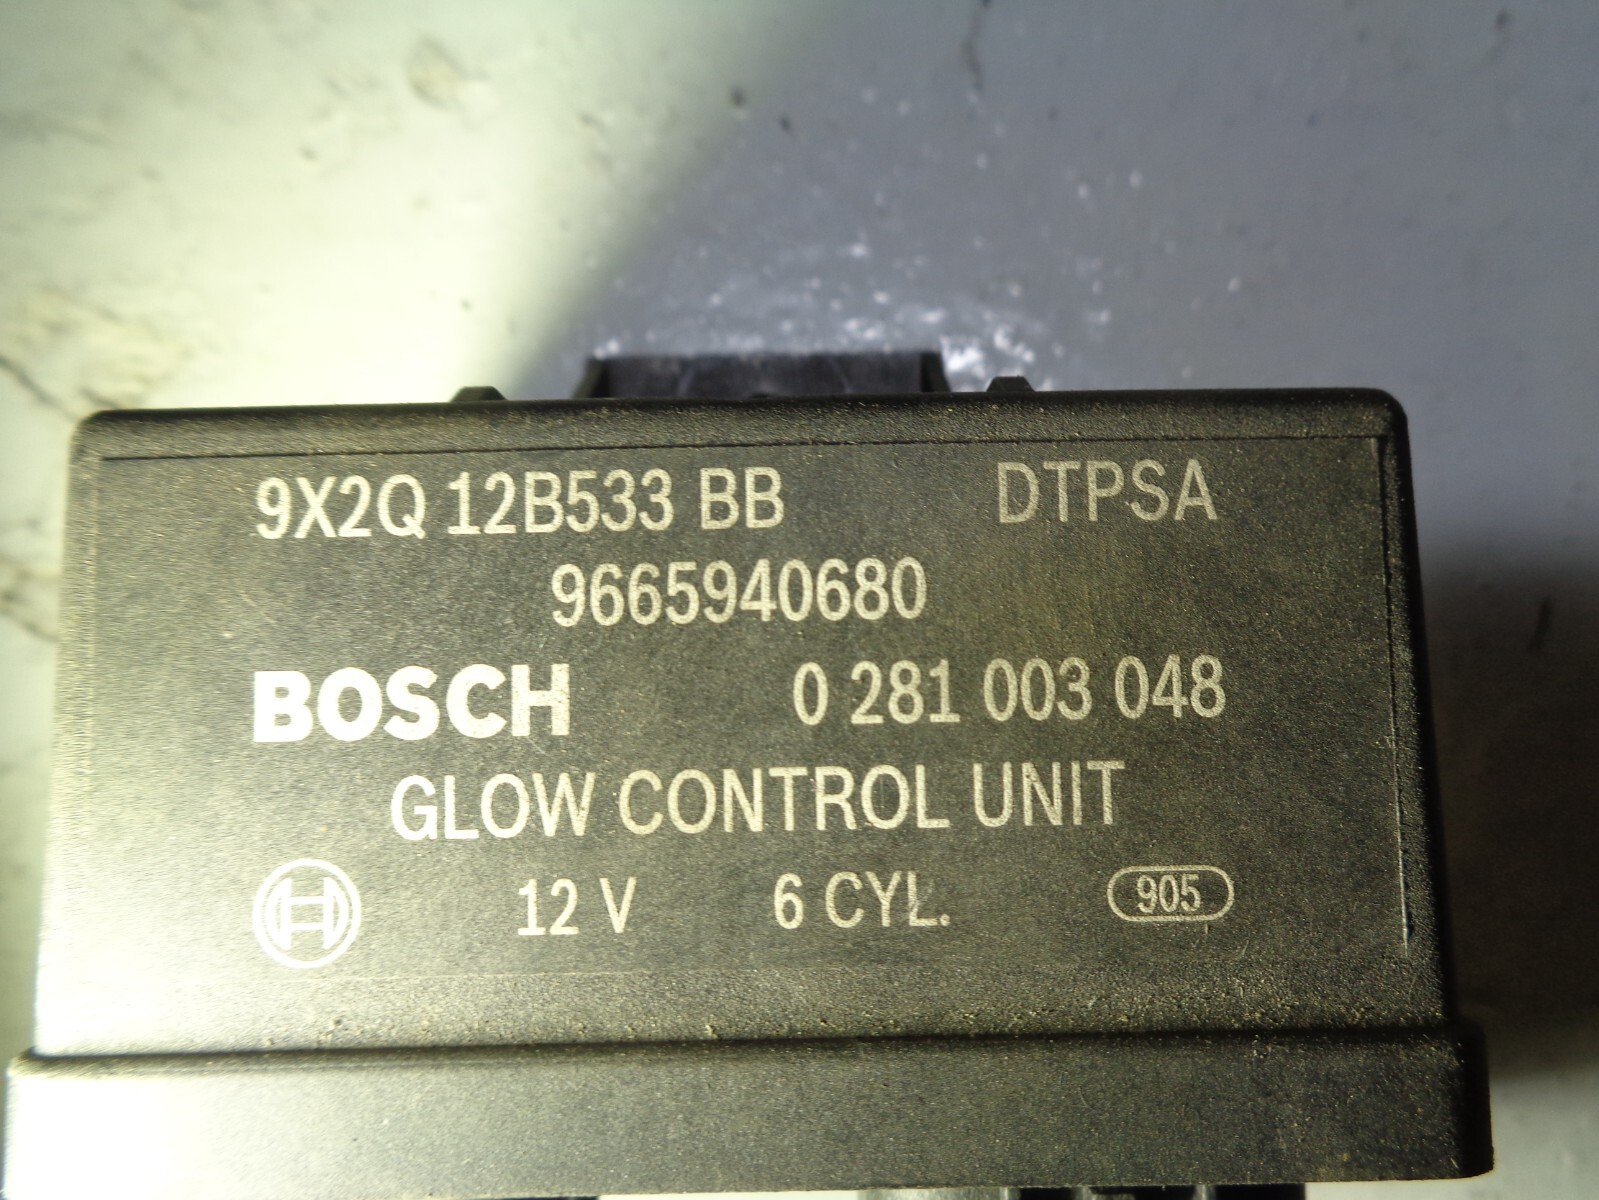 9X2Q 12B533 BB DTPSA
9665940680
BOSCH 0 281 003 048
GLOW CONTROL UNIT
12 V 6 CYL. 905